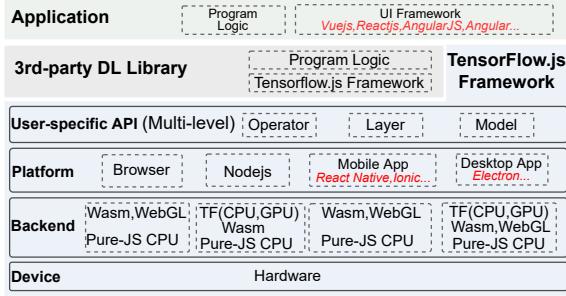 Application
Program
Logic
UI Framework
Vuejs,Reactjs,AngularJS,Angular...
3rd-party DL Library
Program Logic
Tensorflow.js Framework
TensorFlow.js
Framework
User-specific API (Multi-level)
Operator
Layer
Model
Platform
Browser
Nodejs
Mobile App
React Native,Ionic...
Desktop App
Electron...
Backend
Wasm,WebGL
Pure-JS CPU
TF(CPU,GPU)
Wasm
Pure-JS CPU
Wasm,WebGL
Pure-JS CPU
TF(CPU,GPU)
Wasm,WebGL
Pure-JS CPU
Device
Hardware